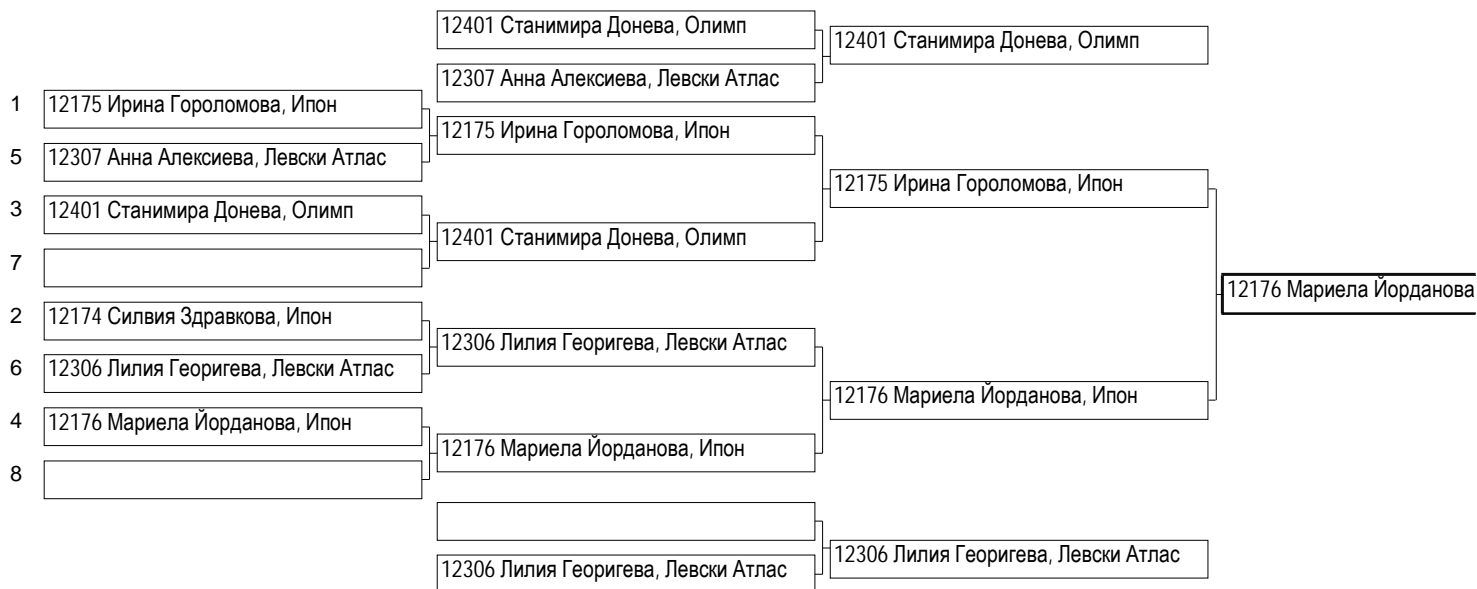 12401 Станимира Донева, Олимп
12401 Станимира Донева, Олимп
12307 Анна Алексиева, Левски Атлас
1 12175 Ирина Гороломова, Ипон
12175 Ирина Гороломова, Ипон
5 12307 Анна Алексиева, Левски Атлас
12175 Ирина Гороломова, Ипон
3 12401 Станимира Донева, Олимп
12401 Станимира Донева, Олимп
7
12176 Мариела Йорданова
2 12174 Силвия Здравкова, Ипон
12306 Лилия Георигева, Левски Атлас
6 12306 Лилия Георигева, Левски Атлас
12176 Мариела Йорданова, Ипон
4 12176 Мариела Йорданова, Ипон
12176 Мариела Йорданова, Ипон
8
12306 Лилия Георигева, Левски Атлас
12306 Лилия Георигева, Левски Атлас